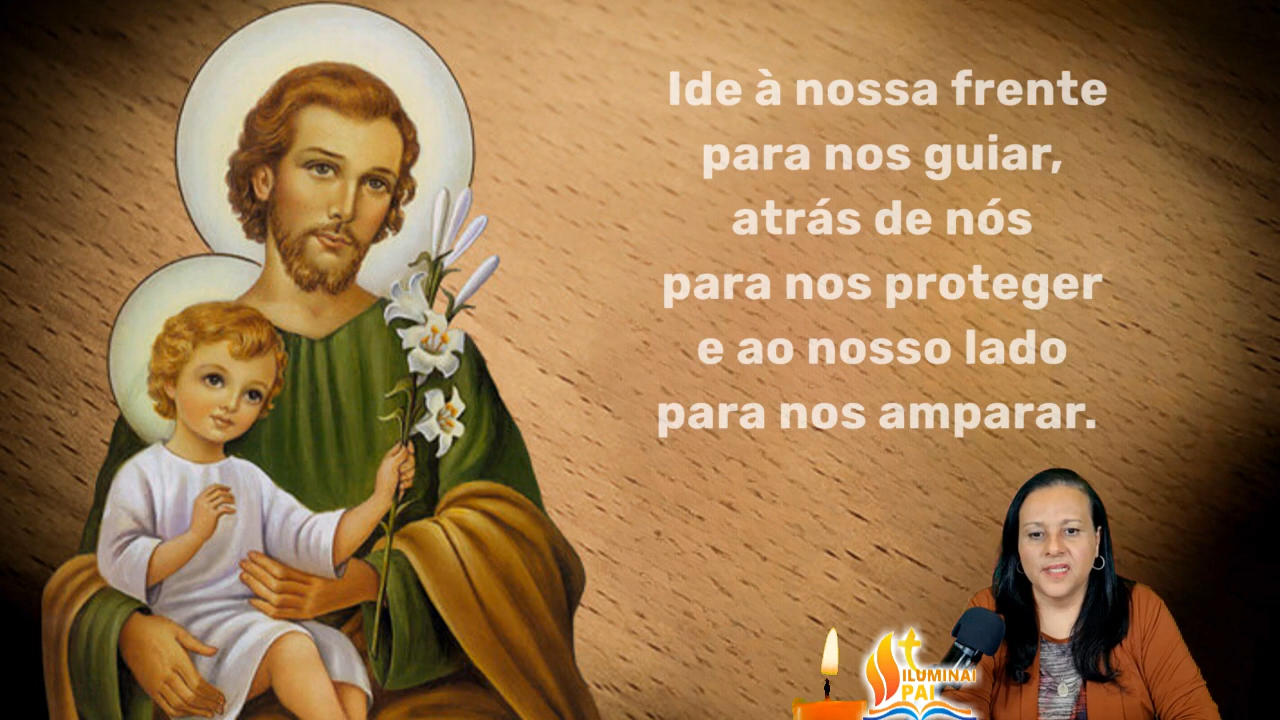 Ide à nossa frente
para nos guiar,
atrás de nós
para nos proteger
e ao nosso lado
para nos amparar.
ILUMINAI
PAI